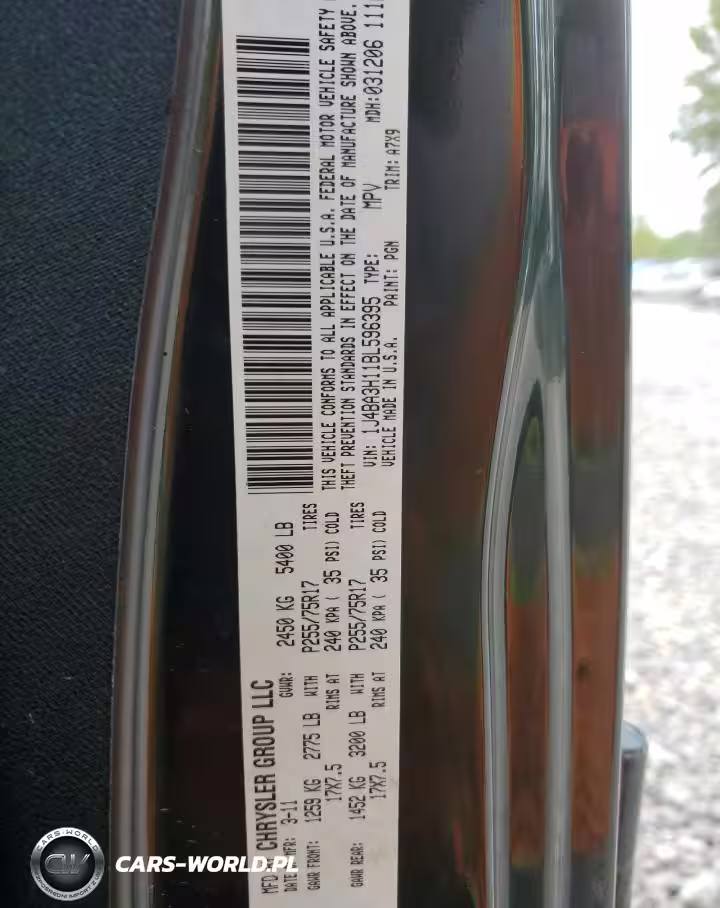 MFD BY CHRYSLER GROUP LLC
DATE OF MFR: 3-11 GVWR: 2450 KG 5400 LB
GAWR FRONT: 1259 KG 2775 LB WITH P255/75R17 TIRES
17X7.5 RIMS AT 240 KPA ( 35 PSI) COLD
GAWR REAR: 1452 KG 3200 LB WITH P255/75R17 TIRES
17X7.5 RIMS AT 240 KPA ( 35 PSI) COLD
THIS VEHICLE CONFORMS TO ALL APPLICABLE U.S.A. FEDERAL MOTOR VEHICLE SAFETY
THEFT PREVENTION STANDARDS IN EFFECT ON THE DATE OF MANUFACTURE SHOWN ABOVE.
VIN: 1J4BA3H11BL596395 TYPE: MPV MDH:031206 111
VEHICLE MADE IN U.S.A. PAINT: PGN TRIM: A7X9
CARS-WORLD
CW
CARS-WORLD.PL